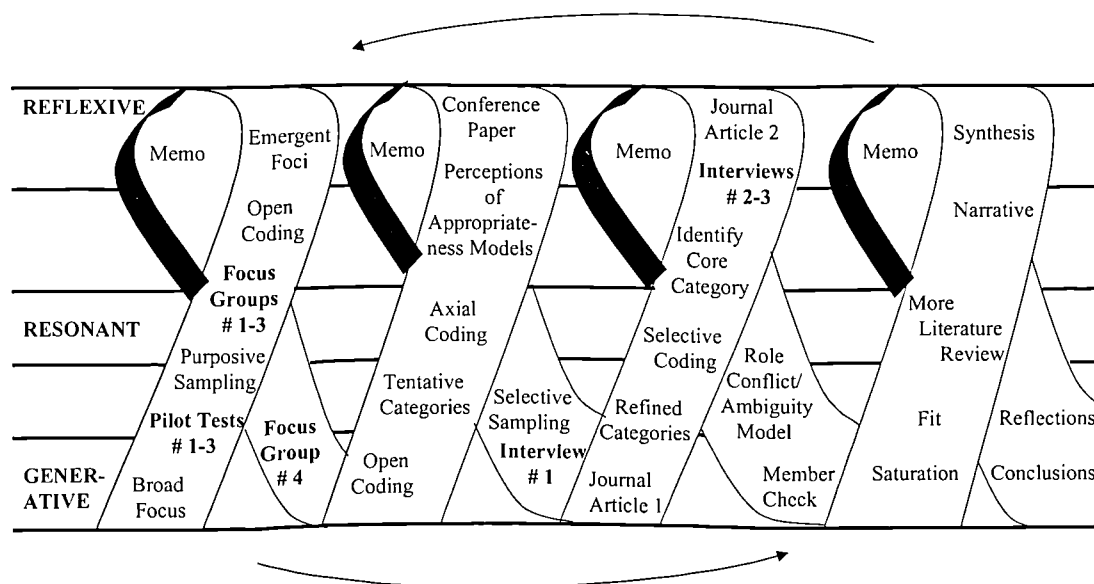 REFLEXIVE
RESONANT
GENER-
ATIVE
Memo
Emergent
Foci
Open
Coding
Focus
Groups
# 1-3
Purposive
Sampling
Pilot Tests
# 1-3
Broad
Focus
Focus
Group
# 4
Memo
Conference
Paper
Perceptions
of
Appropriate-
ness Models
Axial
Coding
Tentative
Categories
Open
Coding
Selective
Sampling
Interview
# 1
Memo
Journal
Article 2
Interviews
# 2-3
Identify
Core
Category
Selective
Coding
Refined
Categories
Journal
Article 1
Role
Conflict/
Ambiguity
Model
Member
Check
Memo
Synthesis
Narrative
More
Literature
Review
Fit
Saturation
Reflections
Conclusions